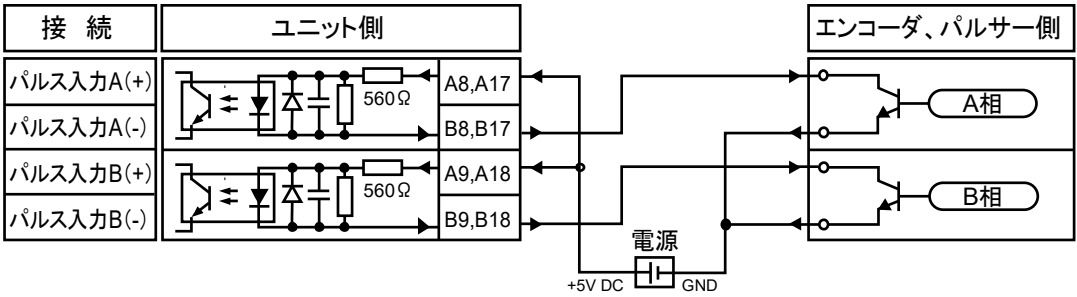 接 続
ユニット側
エンコーダ、パルサー側
パルス入力A(+)
560Ω
A8,A17
A相
パルス入力A(-)
B8,B17
パルス入力B(+)
560Ω
A9,A18
B相
パルス入力B(-)
B9,B18
電源
+5V DC
GND